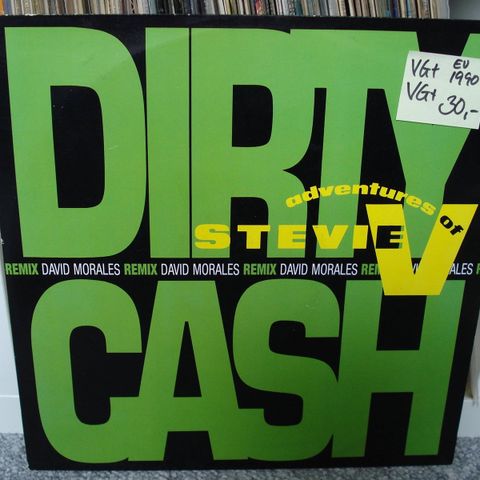 DIRTY
VG+ EU
1990
VG+ 30,-
adventures of
STEVIE V
REMIX DAVID MORALES REMIX DAVID MORALES REMIX DAVID MORALES REMIX MORALES
CASH